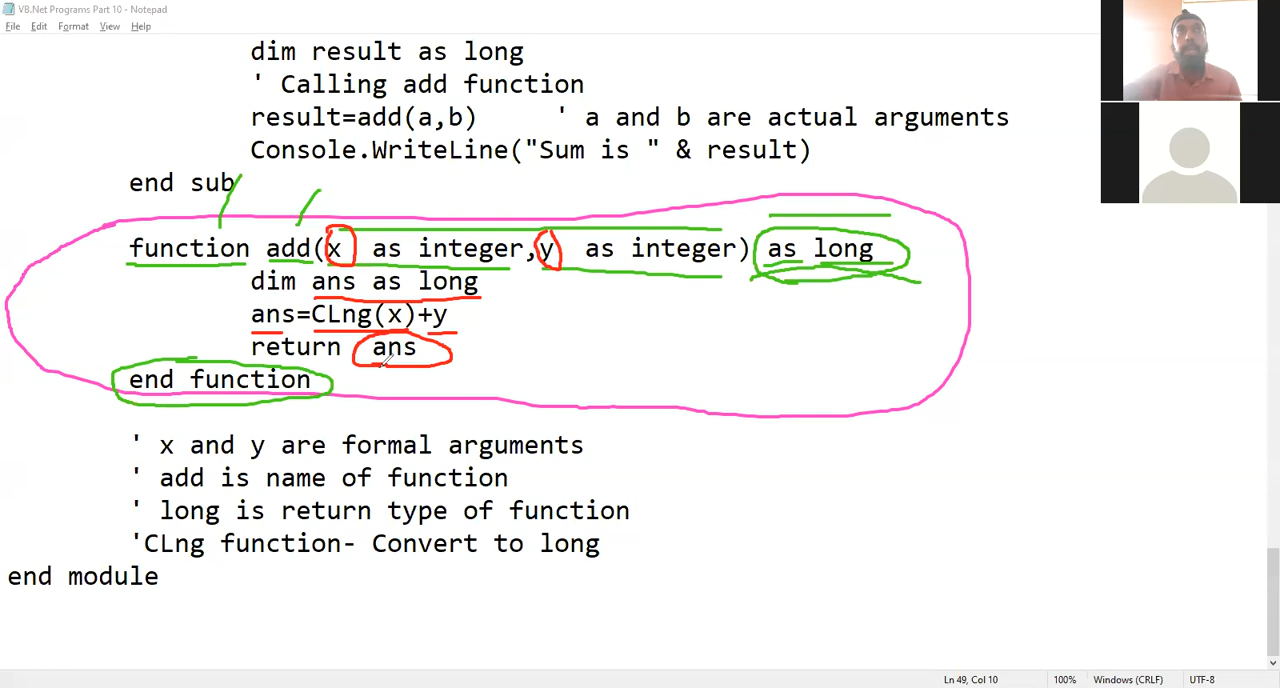 VB.Net Programs Part 10 - Notepad
File Edit Format View Help
dim result as long
' Calling add function
result=add(a,b) ' a and b are actual arguments
Console.WriteLine("Sum is " & result)
end sub
function add(x as integer,y as integer) as long
dim ans as long
ans=CLng(x)+y
return ans
end function
' x and y are formal arguments
' add is name of function
' long is return type of function
'CLng function- Convert to long
end module
Ln 49, Col 10 100% Windows (CRLF) UTF-8